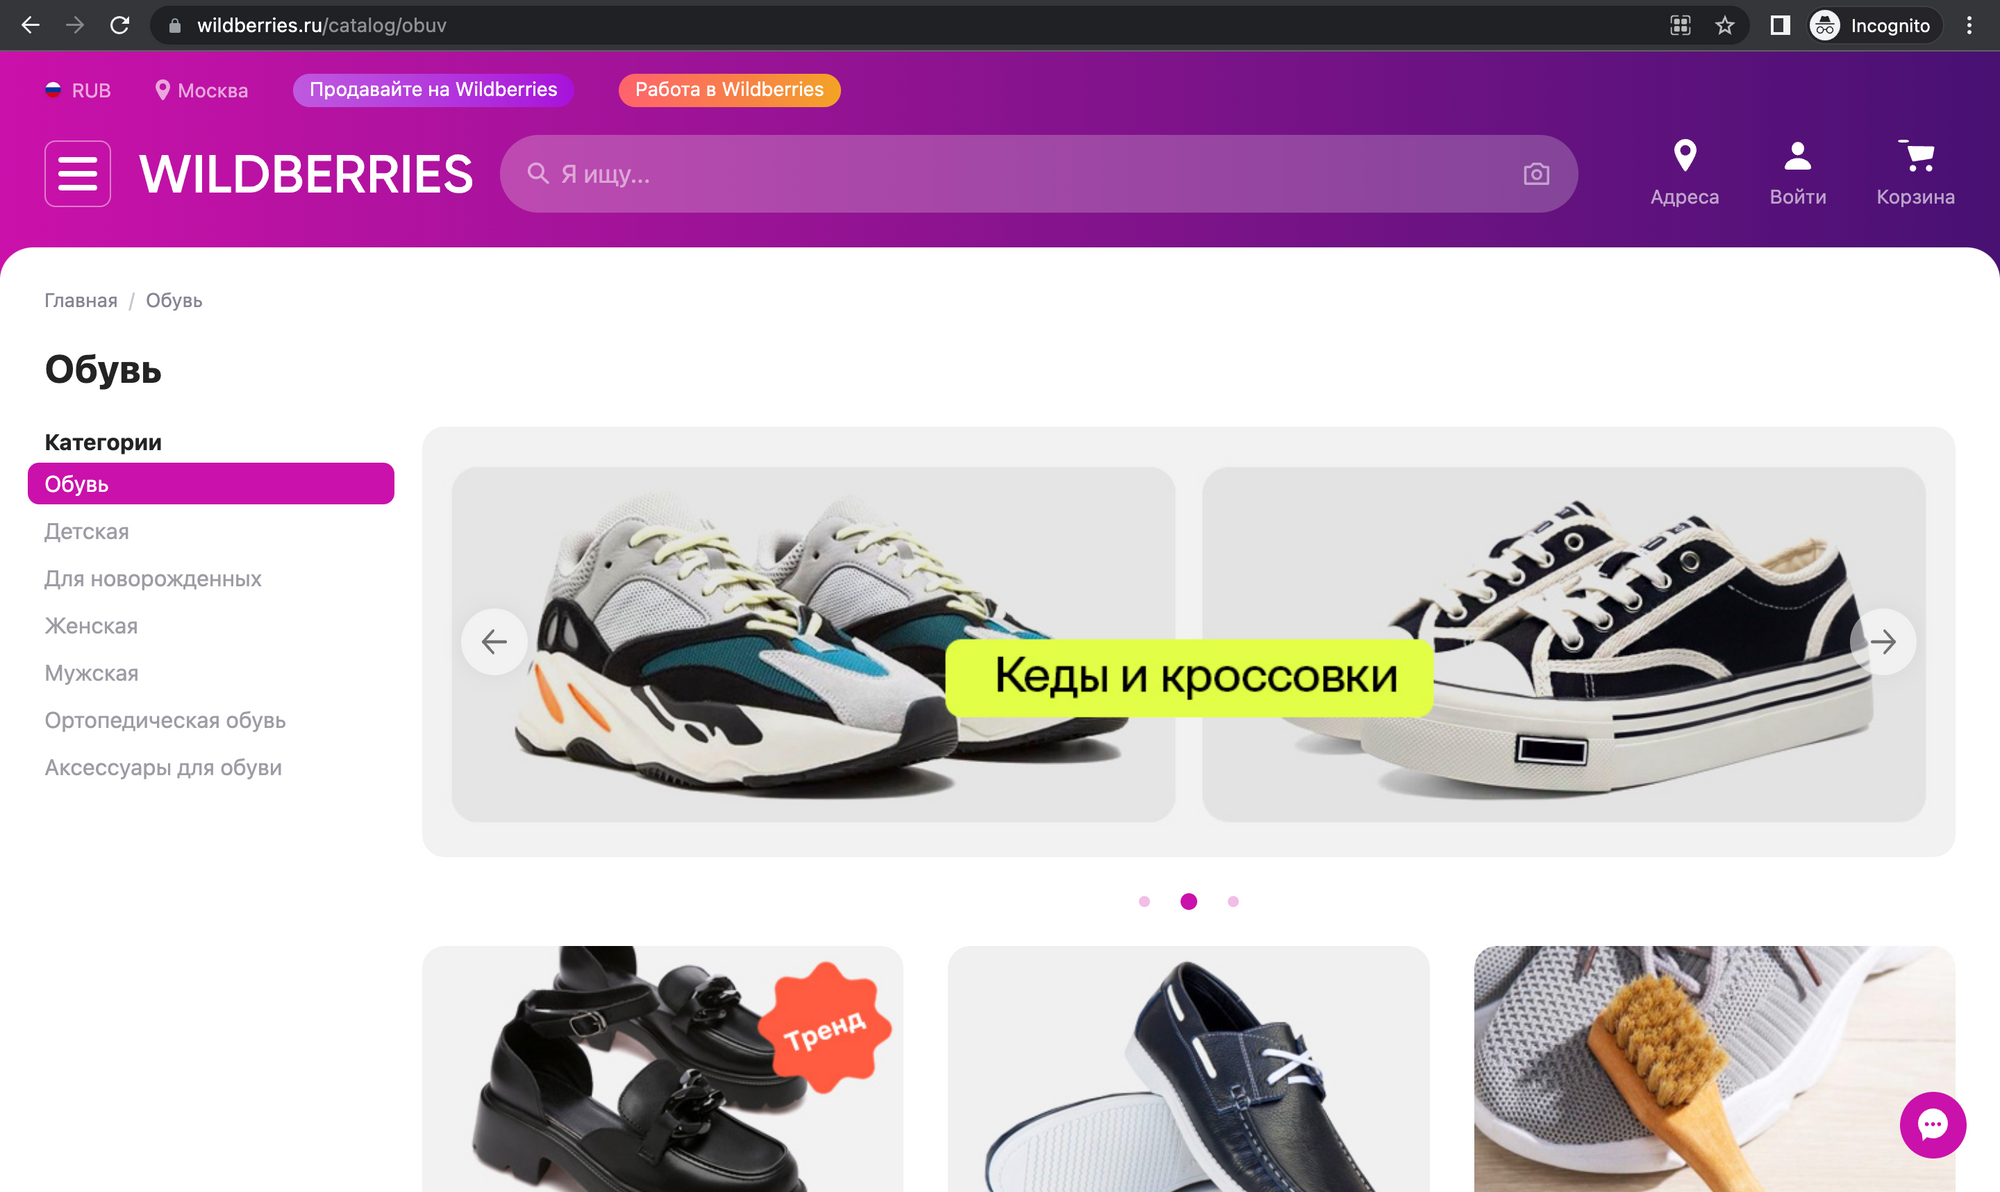 wildberries.ru/catalog/obuv
Incognito
RUB
Москва
Продавайте на Wildberries
Работа в Wildberries
WILDBERRIES
Я ищу...
Адреса
Войти
Корзина
Главная / Обувь
Обувь
Категории
Обувь
Детская
Для новорожденных
Женская
Мужская
Ортопедическая обувь
Аксессуары для обуви
Кеды и кроссовки
Тренд